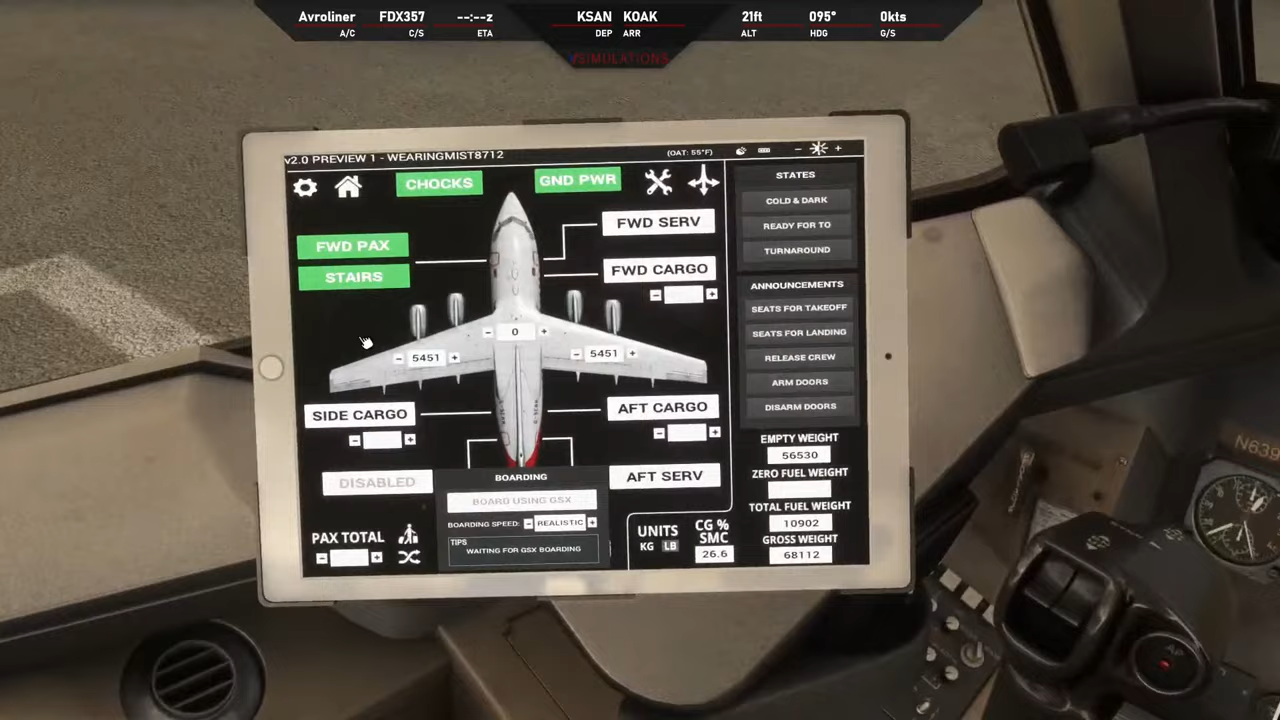 Avroliner FDX357 --:--z KSAN KOAK 21ft 095° 0kts
A/C C/S ETA DEP ARR ALT HDG G/S
vSIMULATIONS
v2.0 PREVIEW 1 - WEARINGMIST8712 (OAT: 55°F) - +
CHOCKS GND PWR
STATES
COLD & DARK
READY FOR TO
TURNAROUND
FWD PAX
STAIRS
FWD SERV
FWD CARGO
- +
ANNOUNCEMENTS
SEATS FOR TAKEOFF
SEATS FOR LANDING
RELEASE CREW
ARM DOORS
DISARM DOORS
- 0 +
- 5451 + - 5451 +
SIDE CARGO
- +
AFT CARGO
- +
DISABLED
AFT SERV
BOARDING
BOARD USING GSX
BOARDING SPEED: - REALISTIC +
TIPS
WAITING FOR GSX BOARDING
PAX TOTAL
- +
UNITS
KG LB
CG %
SMC
26.6
EMPTY WEIGHT
56530
ZERO FUEL WEIGHT
TOTAL FUEL WEIGHT
10902
GROSS WEIGHT
68112
N639
AP